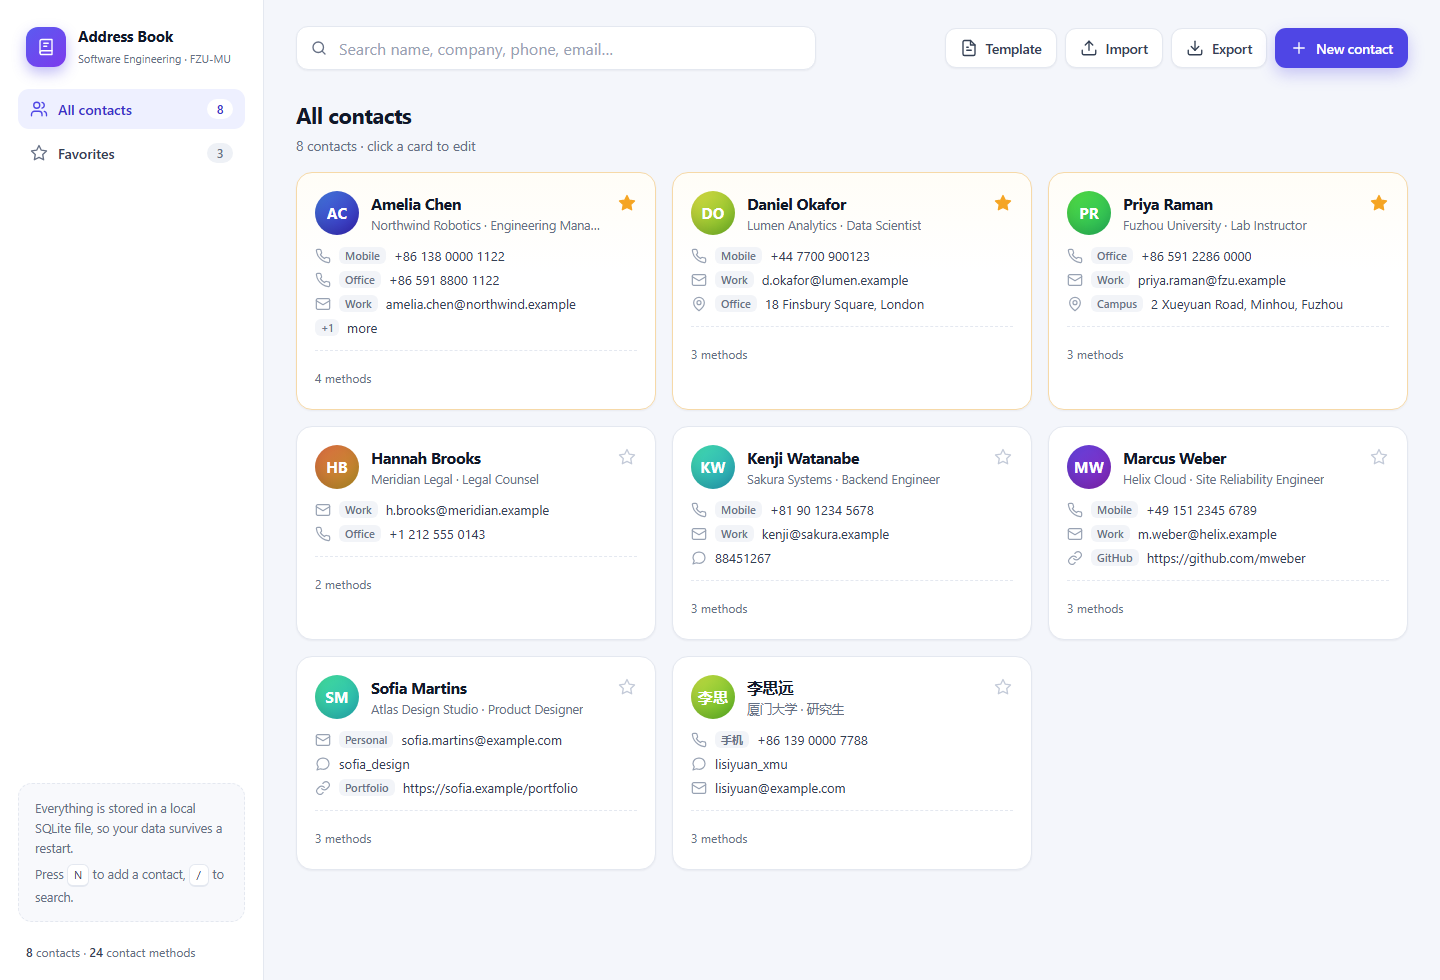 Address Book
Software Engineering · FZU-MU
All contacts 8
Favorites 3
Everything is stored in a local
SQLite file, so your data survives a
restart.
Press N to add a contact, / to
search.
8 contacts · 24 contact methods
Search name, company, phone, email...
Template
Import
Export
New contact
All contacts
8 contacts · click a card to edit
AC
Amelia Chen
Northwind Robotics · Engineering Mana...
Mobile +86 138 0000 1122
Office +86 591 8800 1122
Work amelia.chen@northwind.example
+1 more
4 methods
DO
Daniel Okafor
Lumen Analytics · Data Scientist
Mobile +44 7700 900123
Work d.okafor@lumen.example
Office 18 Finsbury Square, London
3 methods
PR
Priya Raman
Fuzhou University · Lab Instructor
Office +86 591 2286 0000
Work priya.raman@fzu.example
Campus 2 Xueyuan Road, Minhou, Fuzhou
3 methods
HB
Hannah Brooks
Meridian Legal · Legal Counsel
Work h.brooks@meridian.example
Office +1 212 555 0143
2 methods
KW
Kenji Watanabe
Sakura Systems · Backend Engineer
Mobile +81 90 1234 5678
Work kenji@sakura.example
88451267
3 methods
MW
Marcus Weber
Helix Cloud · Site Reliability Engineer
Mobile +49 151 2345 6789
Work m.weber@helix.example
GitHub https://github.com/mweber
3 methods
SM
Sofia Martins
Atlas Design Studio · Product Designer
Personal sofia.martins@example.com
sofia_design
Portfolio https://sofia.example/portfolio
3 methods
李思
李思远
厦门大学 · 研究生
手机 +86 139 0000 7788
lisiyuan_xmu
lisiyuan@example.com
3 methods